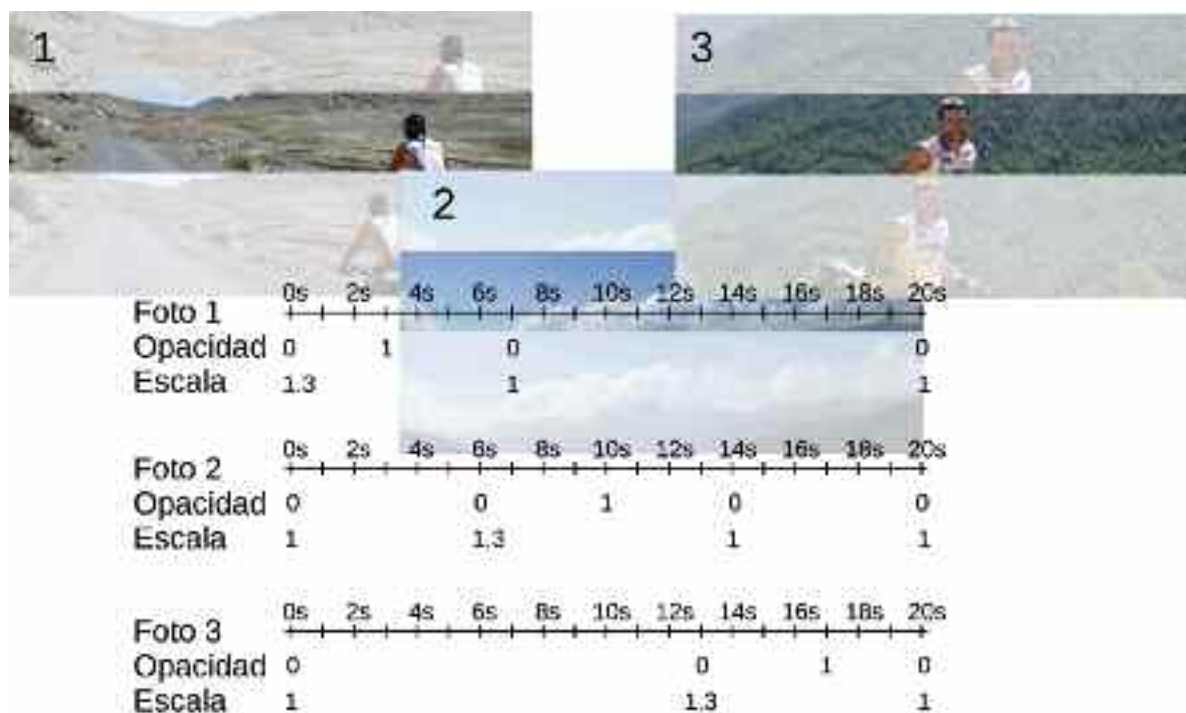 1
3
2
0s 2s 4s 6s 8s 10s 12s 14s 16s 18s 20s
Foto 1
Opacidad 0 1 0 0
Escala 1.3 1 1
0s 2s 4s 6s 8s 10s 12s 14s 16s 18s 20s
Foto 2
Opacidad 0 0 1 0 0
Escala 1 1.3 1 1
0s 2s 4s 6s 8s 10s 12s 14s 16s 18s 20s
Foto 3
Opacidad 0 0 1 0
Escala 1 1.3 1